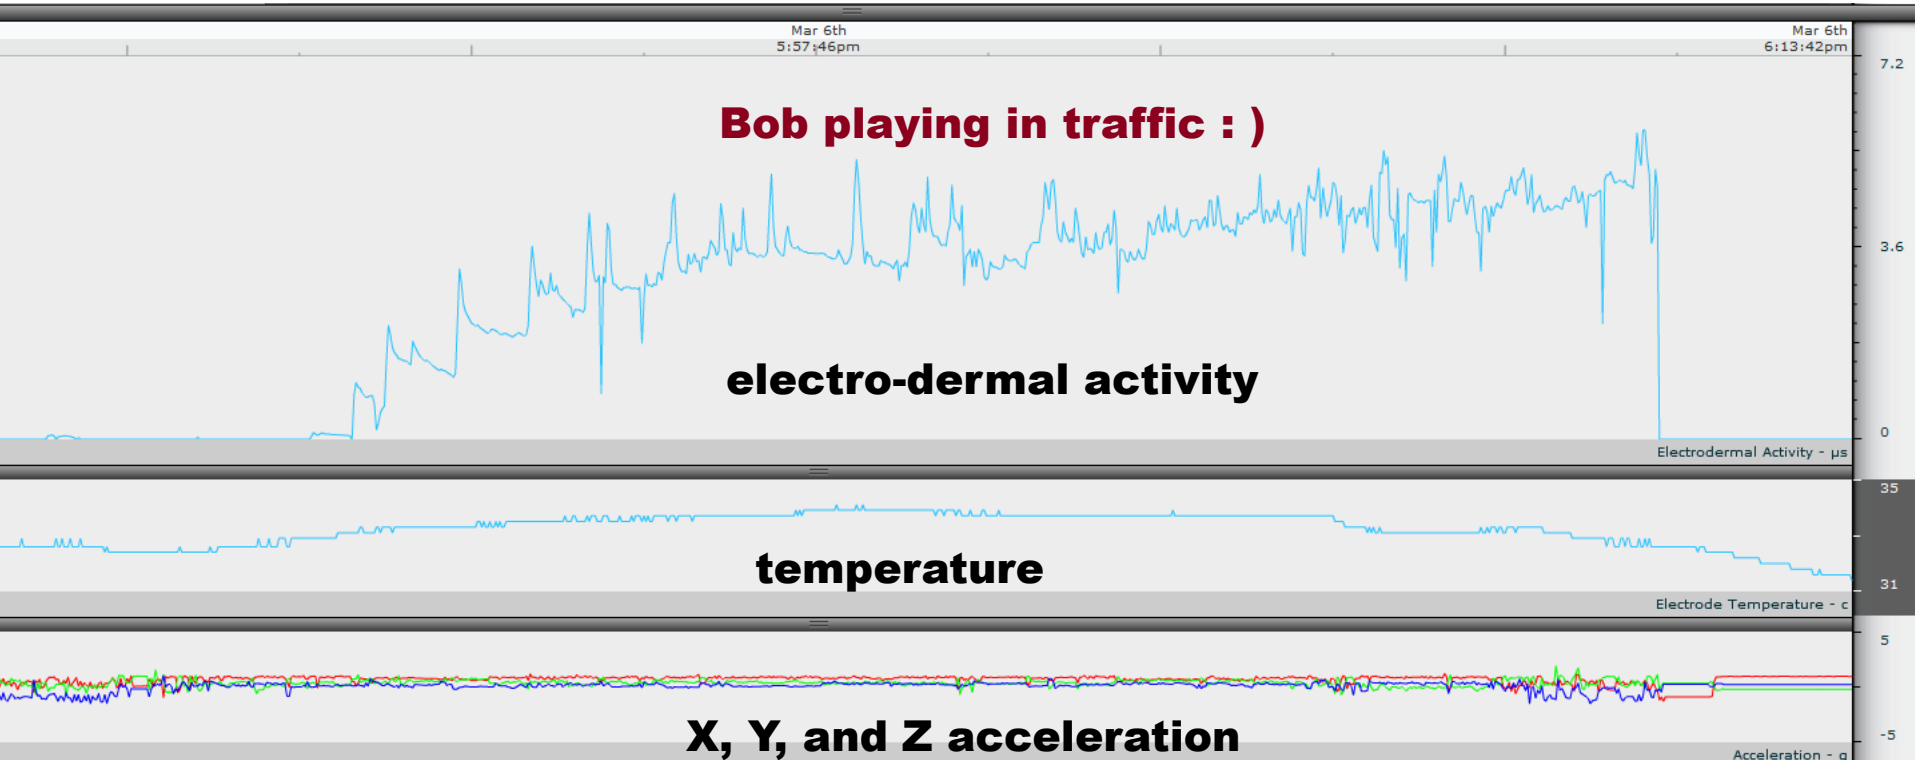 Mar 6th
5:57:46pm
Mar 6th
6:13:42pm
7.2
Bob playing in traffic : )
3.6
electro-dermal activity
0
Electrodermal Activity - µs
35
temperature
31
Electrode Temperature - c
5
X, Y, and Z acceleration
-5
Acceleration - g